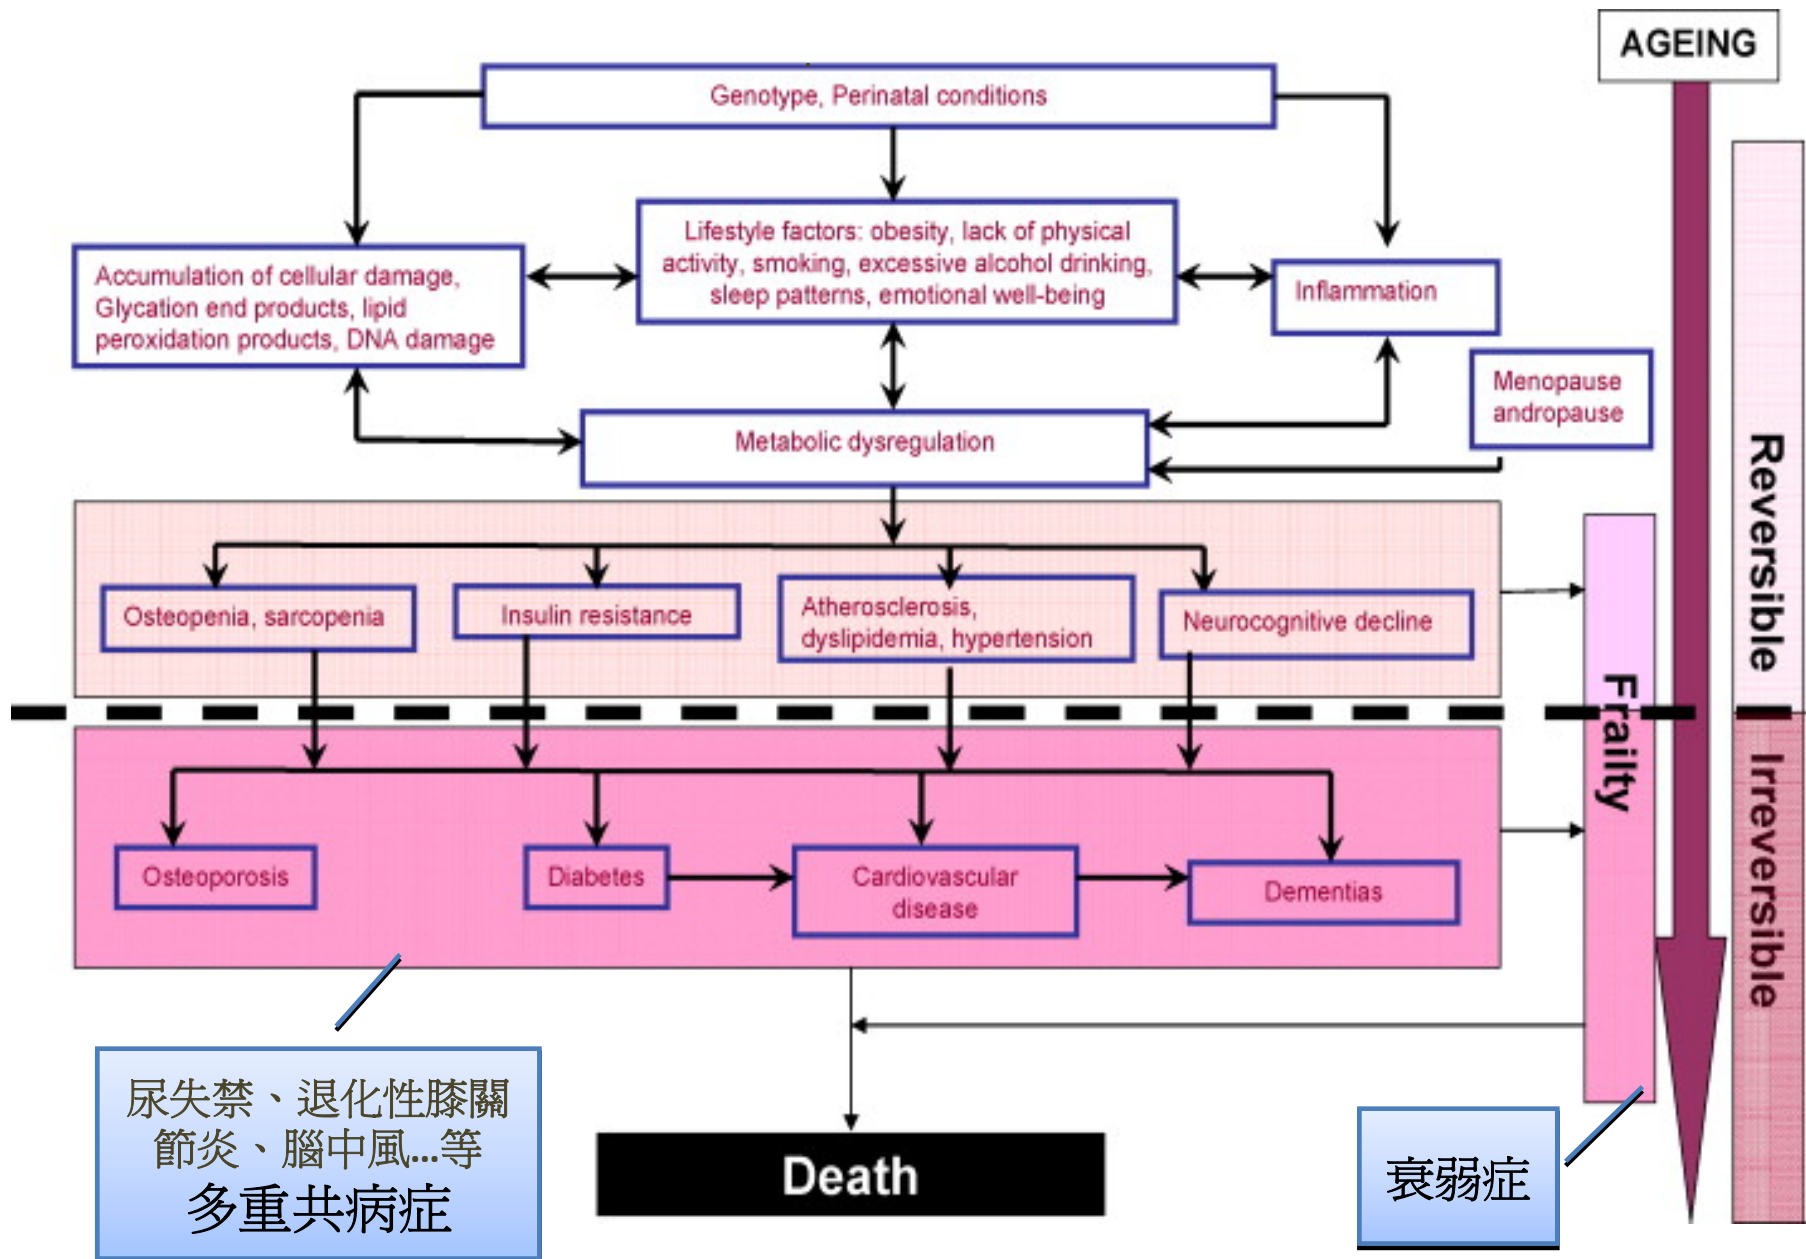 AGEING
Genotype, Perinatal conditions
Lifestyle factors: obesity, lack of physical
activity, smoking, excessive alcohol drinking,
sleep patterns, emotional well-being
Accumulation of cellular damage,
Glycation end products, lipid
peroxidation products, DNA damage
Inflammation
Menopause
andropause
Metabolic dysregulation
Reversible
Osteopenia, sarcopenia
Insulin resistance
Atherosclerosis,
dyslipidemia, hypertension
Neurocognitive decline
Frailty
Irreversible
Osteoporosis
Diabetes
Cardiovascular
disease
Dementias
尿失禁、退化性膝關
節炎、腦中風...等
多重共病症
Death
衰弱症